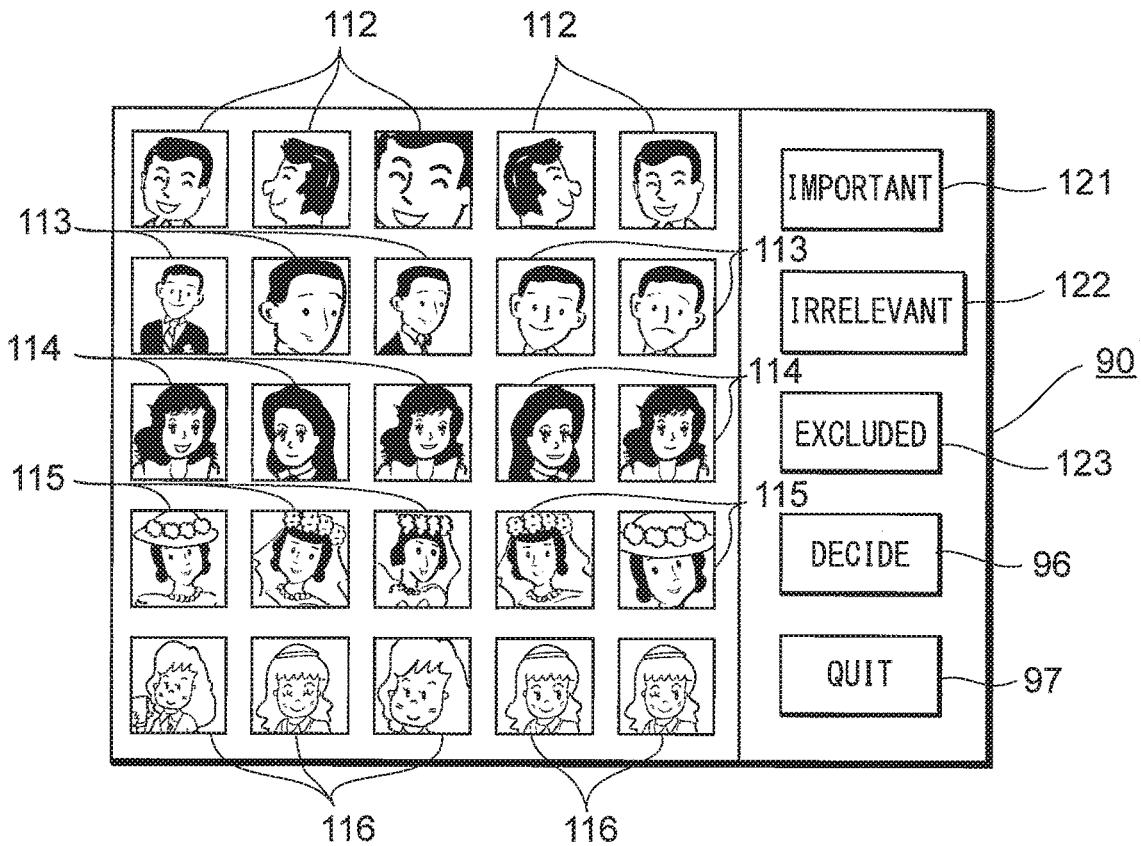 112 112
IMPORTANT 121
113 113
IRRELEVANT 122
114 114
90
EXCLUDED 123
115 115
DECIDE 96
QUIT 97
116 116